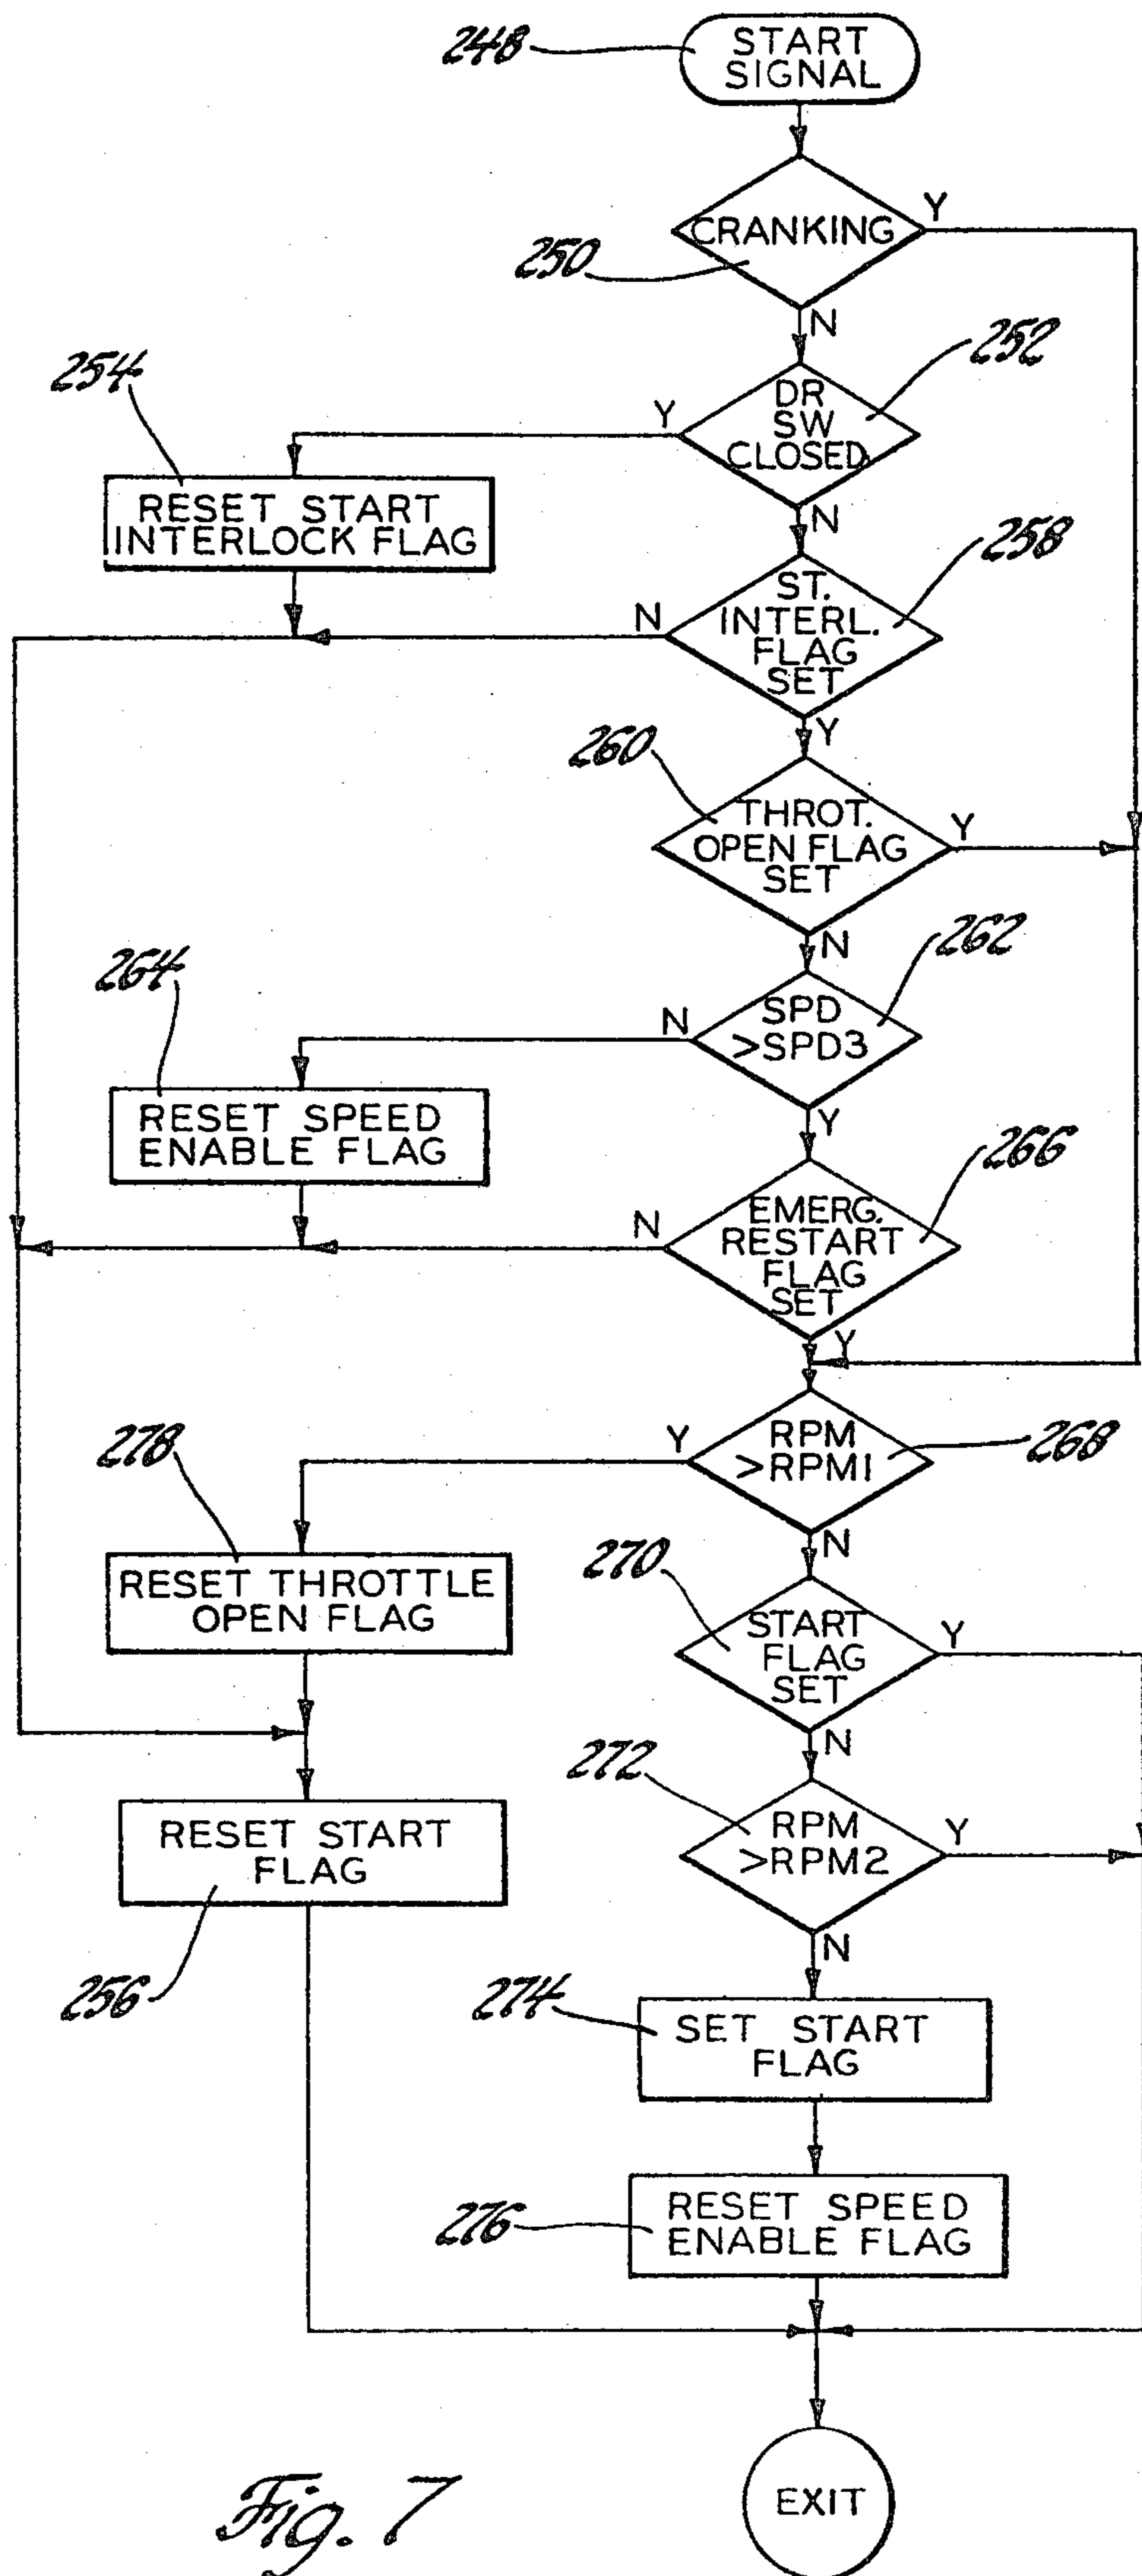 248
START
SIGNAL
CRANKING
Y
250
N
252
254
DR
SW
CLOSED
Y
RESET START
INTERLOCK FLAG
N
258
ST.
INTERL.
FLAG
SET
N
Y
260
THROT.
OPEN FLAG
SET
Y
N
262
264
SPD
>SPD3
N
RESET SPEED
ENABLE FLAG
Y
266
EMERG.
RESTART
FLAG
SET
N
Y
278
RPM
>RPM1
Y
268
N
RESET THROTTLE
OPEN FLAG
270
START
FLAG
SET
Y
N
272
RPM
>RPM2
Y
RESET START
FLAG
N
256
274
SET START
FLAG
276
RESET SPEED
ENABLE FLAG
EXIT
Fig. 7